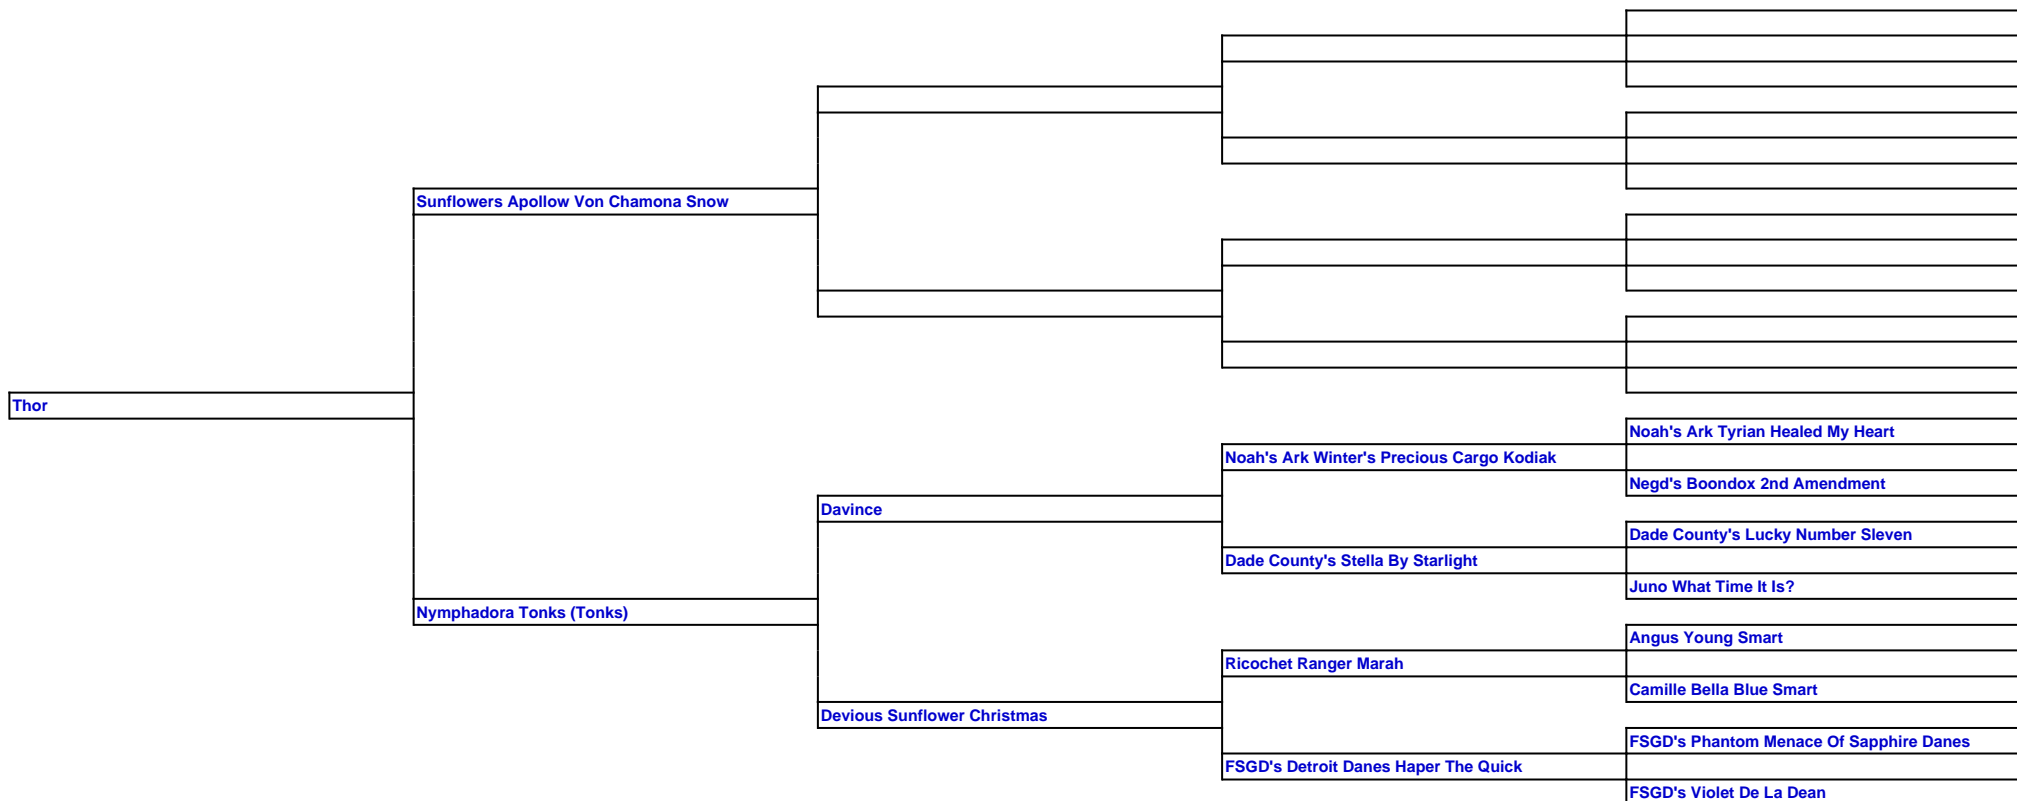 Sunflowers Apollow Von Chamona Snow
Thor
Noah's Ark Tyrian Healed My Heart
Noah's Ark Winter's Precious Cargo Kodiak
Negd's Boondox 2nd Amendment
Davince
Dade County's Lucky Number Sleven
Dade County's Stella By Starlight
Juno What Time It Is?
Nymphadora Tonks (Tonks)
Angus Young Smart
Ricochet Ranger Marah
Camille Bella Blue Smart
Devious Sunflower Christmas
FSGD's Phantom Menace Of Sapphire Danes
FSGD's Detroit Danes Haper The Quick
FSGD's Violet De La Dean